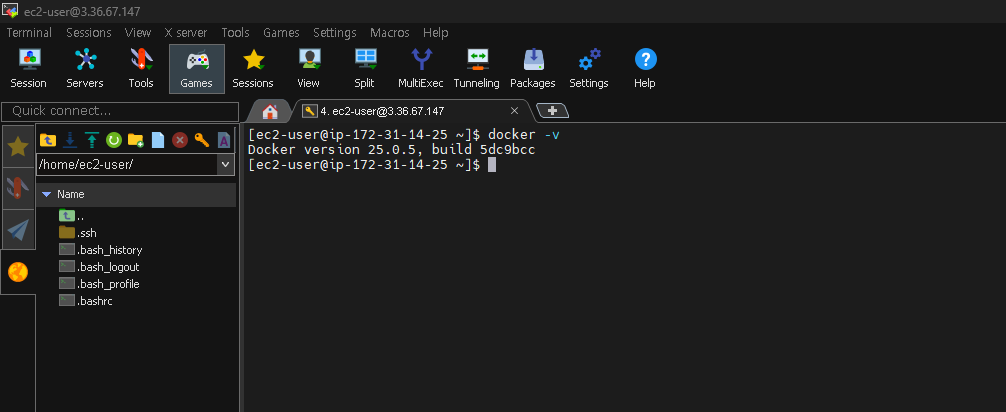 ec2-user@3.36.67.147
Terminal Sessions View X server Tools Games Settings Macros Help
Session Servers Tools Games Sessions View Split MultiExec Tunneling Packages Settings Help
Quick connect...
4. ec2-user@3.36.67.147
/home/ec2-user/
Name
..
.ssh
.bash_history
.bash_logout
.bash_profile
.bashrc
[ec2-user@ip-172-31-14-25 ~]$ docker -v
Docker version 25.0.5, build 5dc9bcc
[ec2-user@ip-172-31-14-25 ~]$